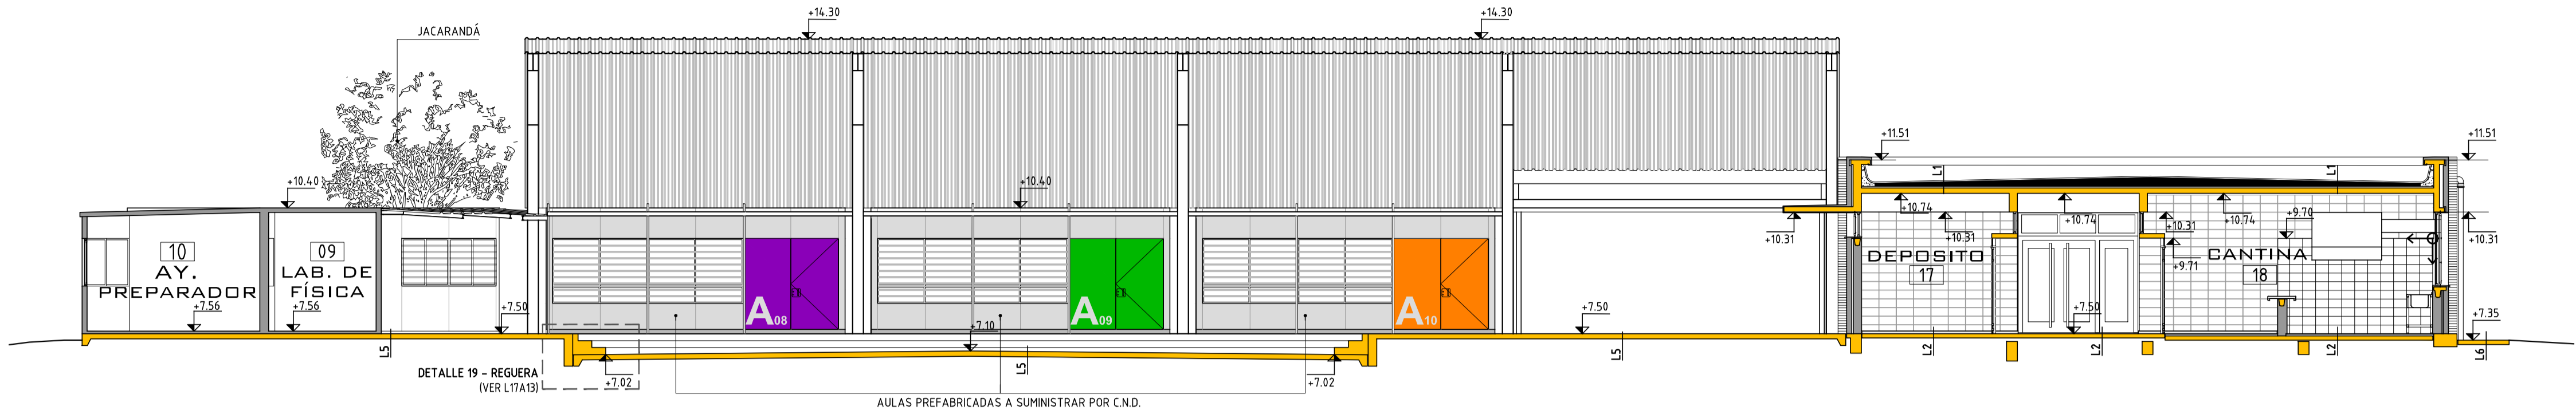 +14.30
+14.30
JACARANDÁ
+11.51
+11.51
L1
L1
+10.40
+10.40
+10.74
+10.74
+10.74
+9.70
+10.31
+10.31
+10.31
+10.31
10
AY.
PREPARADOR
+7.56
09
LAB. DE
FÍSICA
+7.56
DEPOSITO
17
CANTINA
18
+9.71
+7.50
A08
A09
A10
+7.10
+7.50
+7.50
+7.35
L5
L5
L5
L2
L2
L2
L6
DETALLE 19 - REGUERA
(VER L17A13)
+7.02
+7.02
AULAS PREFABRICADAS A SUMINISTRAR POR C.N.D.